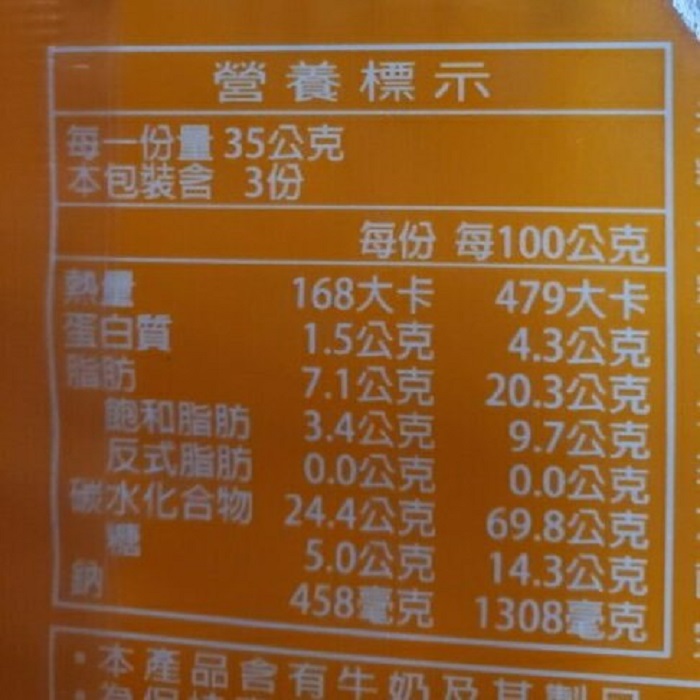 營養標示
每一份量 35公克
本包裝含 3份
每份 每100公克
熱量 168大卡 479大卡
蛋白質 1.5公克 4.3公克
脂肪 7.1公克 20.3公克
飽和脂肪 3.4公克 9.7公克
反式脂肪 0.0公克 0.0公克
碳水化合物 24.4公克 69.8公克
糖 5.0公克 14.3公克
鈉 458毫克 1308毫克
・本產品含有牛奶及其製